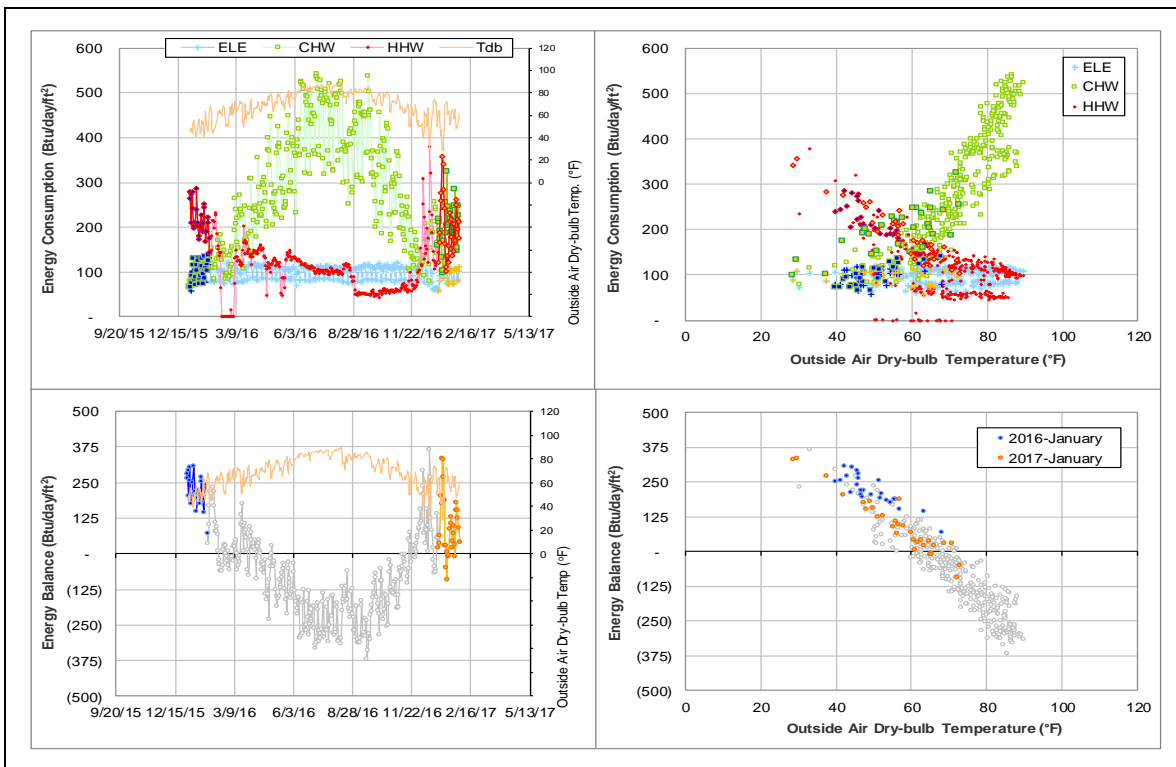 600
500
400
300
200
100
-
Energy Consumption (Btu/day/ft²)
ELE CHW HHW Tdb
120
100
80
60
40
20
0
Outside Air Dry-bulb Temp. (°F)
9/20/15 12/15/15 3/9/16 6/3/16 8/28/16 11/22/16 2/16/17 5/13/17
600
500
400
300
200
100
-
Energy Consumption (Btu/day/ft²)
ELE
CHW
HHW
0 20 40 60 80 100 120
Outside Air Dry-bulb Temperature (°F)
500
375
250
125
-
(125)
(250)
(375)
(500)
Energy Balance (Btu/day/ft²)
120
100
80
60
40
20
0
Outside Air Dry-bulb Temp (°F)
9/20/15 12/15/15 3/9/16 6/3/16 8/28/16 11/22/16 2/16/17 5/13/17
500
375
250
125
-
(125)
(250)
(375)
(500)
Energy Balance (Btu/day/ft²)
2016-January
2017-January
0 20 40 60 80 100 120
Outside Air Dry-bulb Temperature (°F)